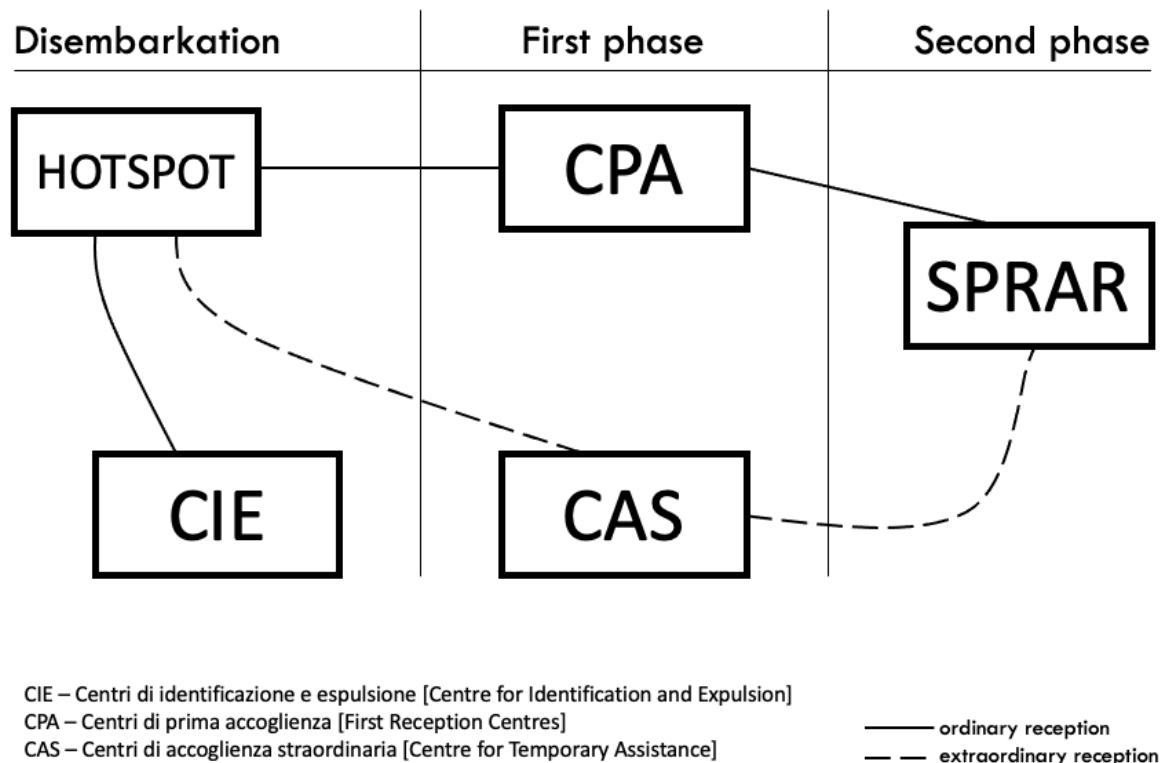 Disembarkation
First phase
Second phase
HOTSPOT
CPA
SPRAR
CIE
CAS
CIE – Centri di identificazione e espulsione [Centre for Identification and Expulsion]
CPA – Centri di prima accoglienza [First Reception Centres]
CAS – Centri di accoglienza straordinaria [Centre for Temporary Assistance]
ordinary reception
extraordinary reception